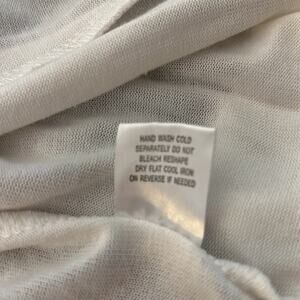 HAND WASH COLD
SEPARATELY DO NOT
BLEACH RESHAPE
DRY FLAT COOL IRON
ON REVERSE IF NEEDED